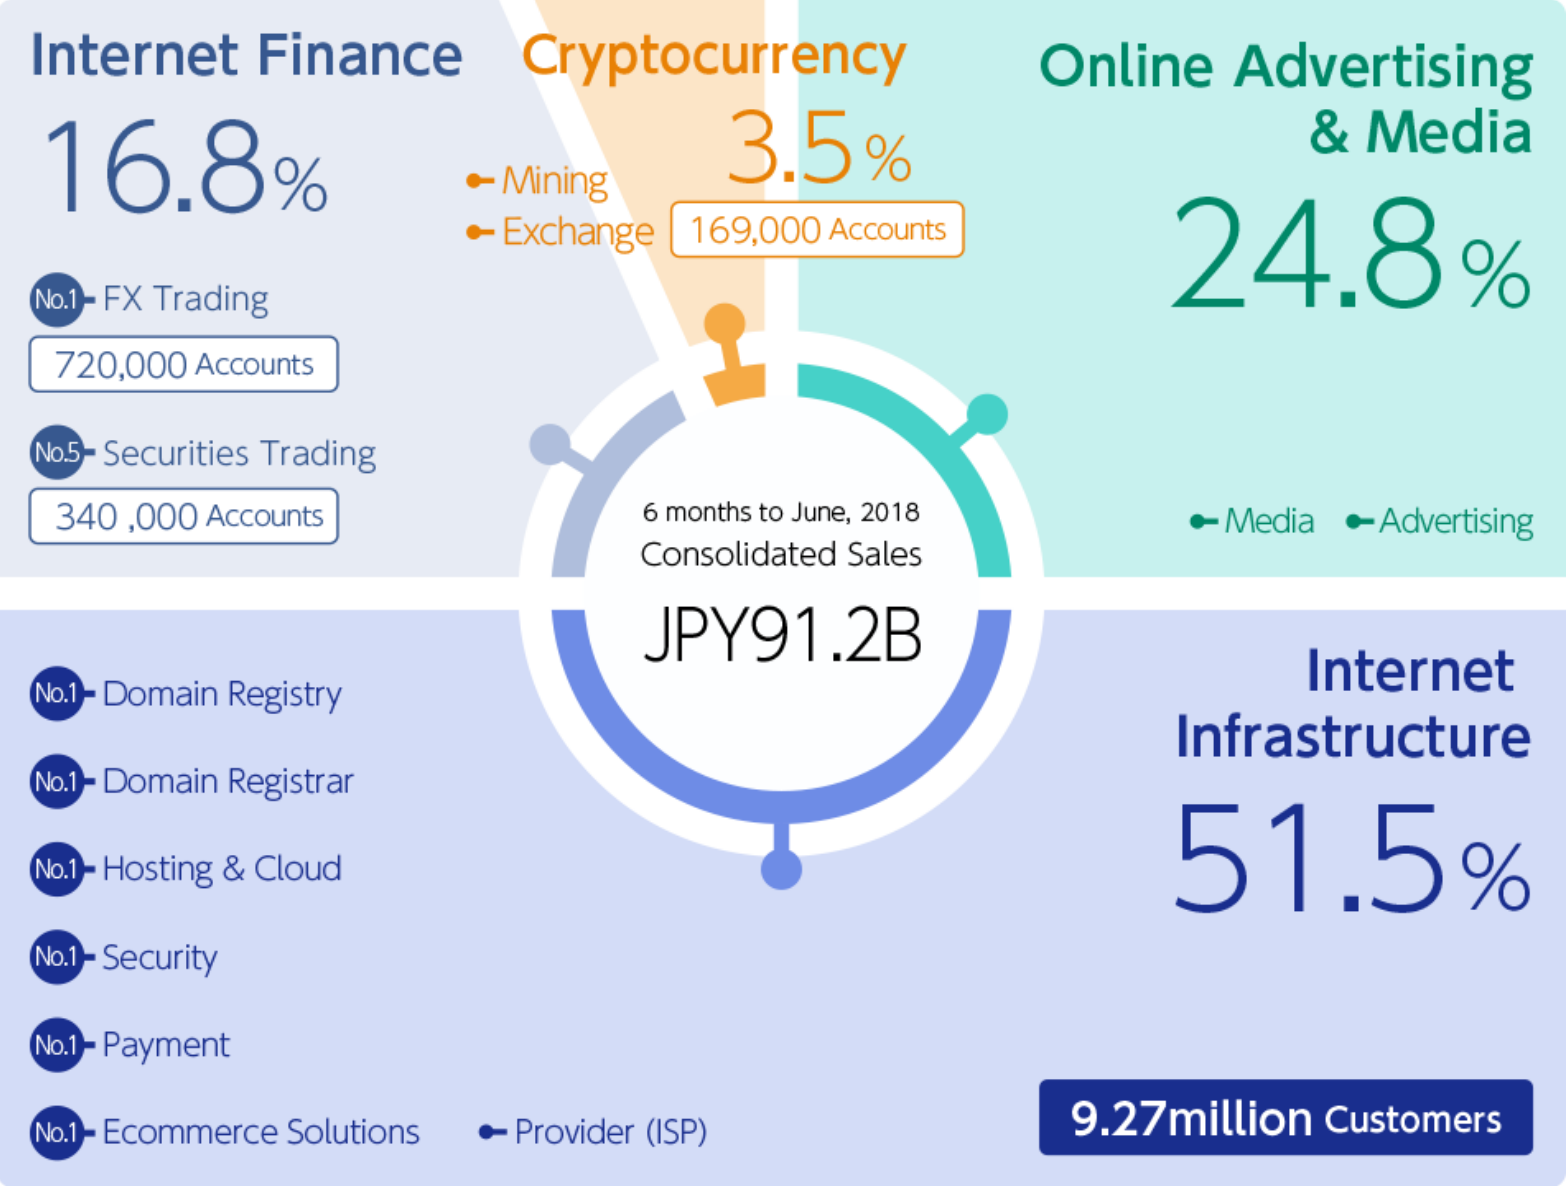 Internet Finance
16.8%
No.1 FX Trading
720,000 Accounts
No.5 Securities Trading
340 ,000 Accounts
Cryptocurrency
3.5%
Mining
Exchange 169,000 Accounts
Online Advertising
& Media
24.8%
Media Advertising
6 months to June, 2018
Consolidated Sales
JPY91.2B
Internet
Infrastructure
51.5%
No.1 Domain Registry
No.1 Domain Registrar
No.1 Hosting & Cloud
No.1 Security
No.1 Payment
No.1 Ecommerce Solutions
Provider (ISP)
9.27million Customers